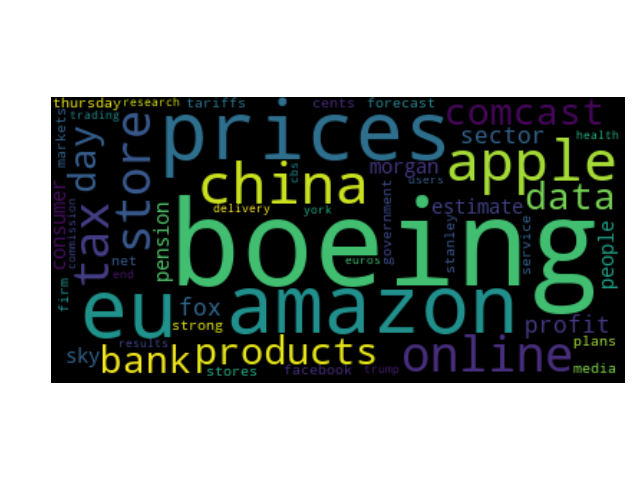 thursday research tariffs cents forecast
trading
markets
day
store
prices
comcast
sector
health
china
cbs
morgan
users
apple
data
consumer
commission
tax
pension
delivery
york
government
estimate
stanley
service
people
boeing
euros
net
end
firm
eu
fox
amazon
strong
profit
results
sky
bank
products
online
plans
stores
facebook
trump
media